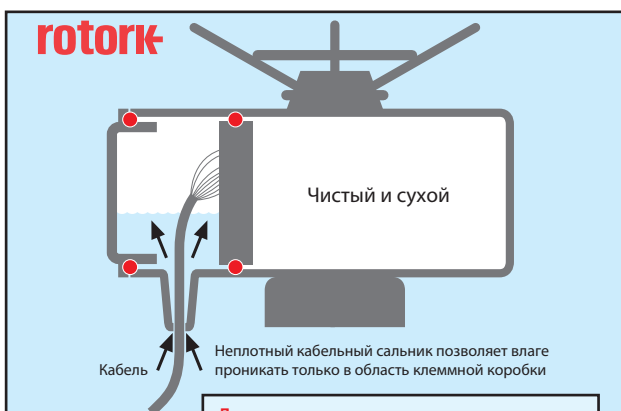 rotork
Чистый и сухой
Неплотный кабельный сальник позволяет влаге
Кабель
проникать только в область клеммной коробки